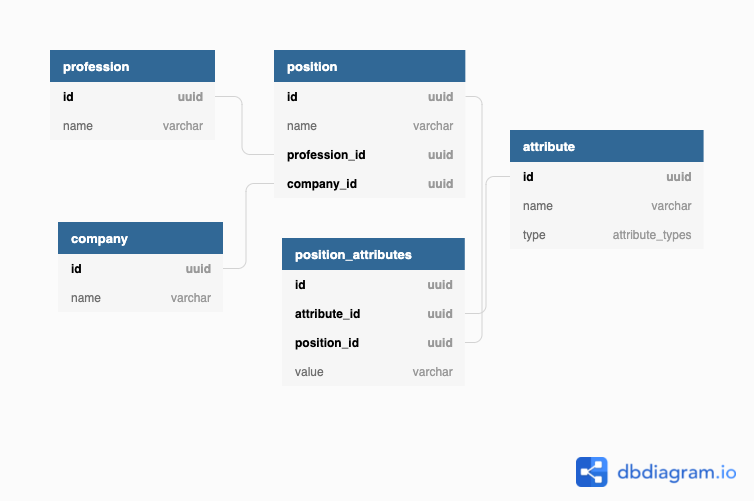 profession
id uuid
name varchar
position
id uuid
name varchar
profession_id uuid
company_id uuid
attribute
id uuid
name varchar
type attribute_types
company
id uuid
name varchar
position_attributes
id uuid
attribute_id uuid
position_id uuid
value varchar
dbdiagram.io